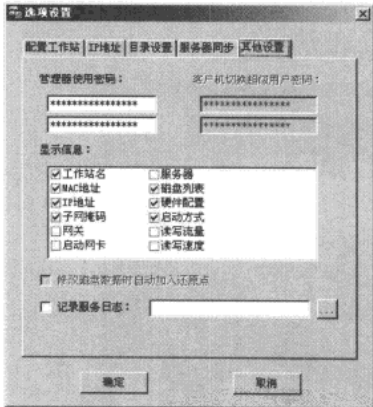 选项设置
配置工作站 IP地址 目录设置 服务器同步 其他设置
管理器使用密码： 客户机切换超级用户密码：
**************** ****************
**************** ****************
显示信息：
工作站名 服务器
MAC地址 磁盘列表
IP地址 硬件配置
子网掩码 启动方式
网关 读写流量
启动网卡 读写速度
修改磁盘数据时自动加入还原点
记录服务日志： ...
确定 取消